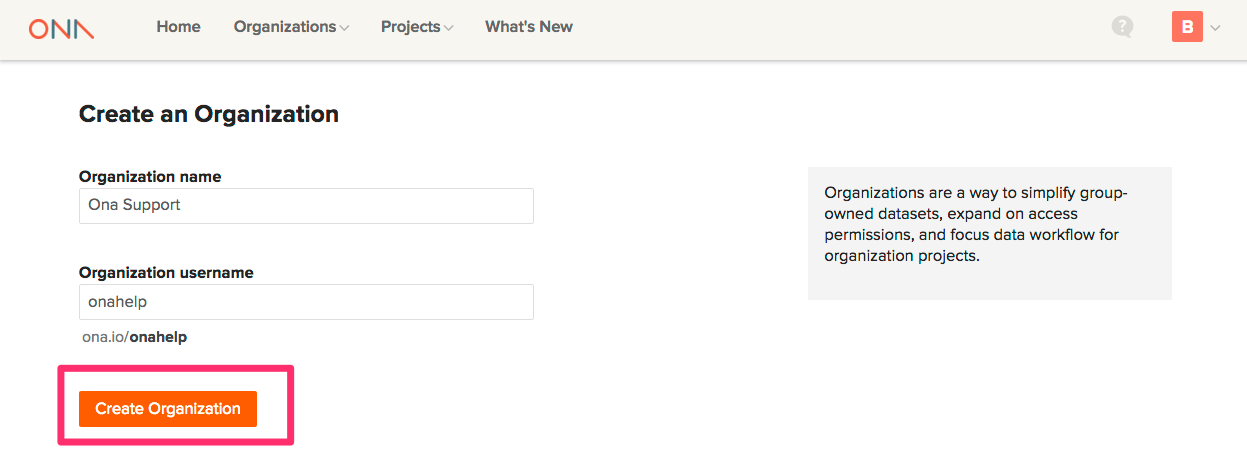 ONA
Home
Organizations
Projects
What's New
?
B
Create an Organization
Organization name
Ona Support
Organization username
onahelp
ona.io/onahelp
Create Organization
Organizations are a way to simplify group-
owned datasets, expand on access
permissions, and focus data workflow for
organization projects.